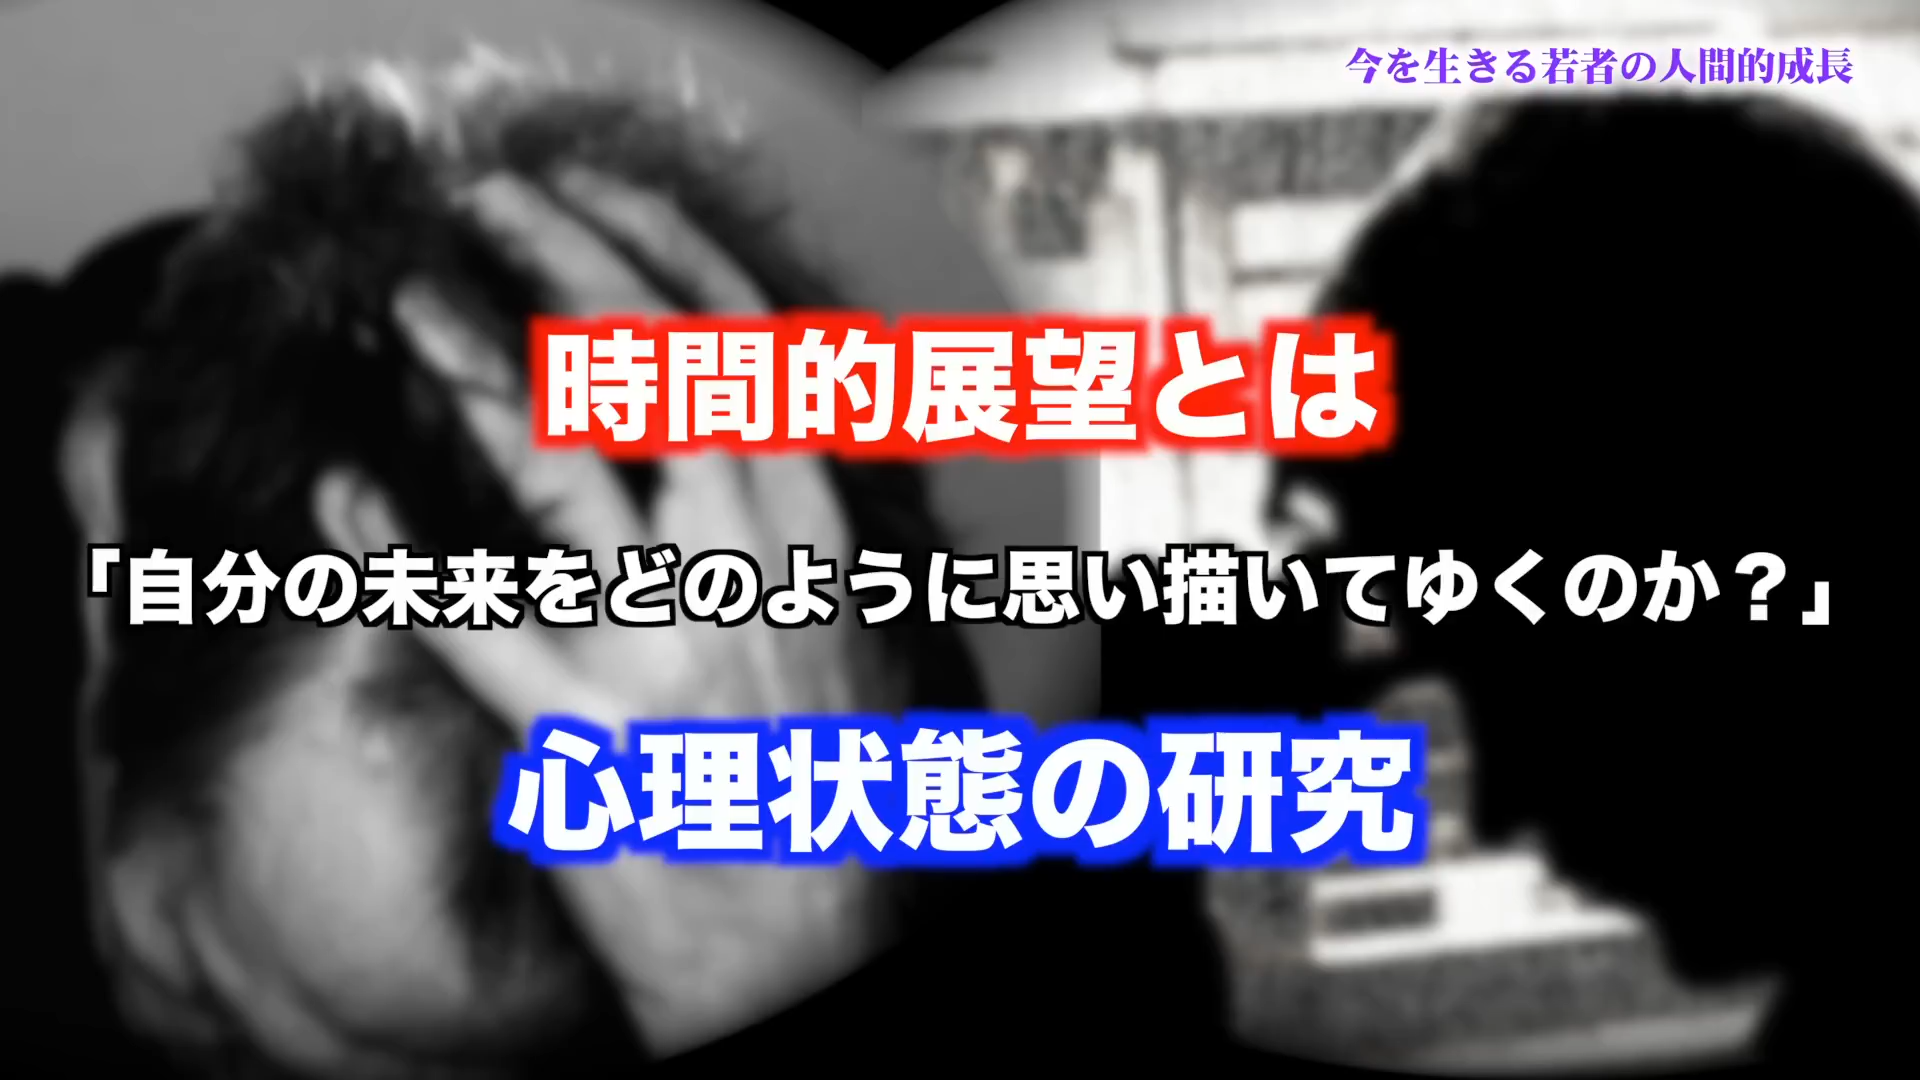 今を生きる若者の人間的成長
時間的展望とは
「自分の未来をどのように思い描いてゆくのか？」
心理状態の研究